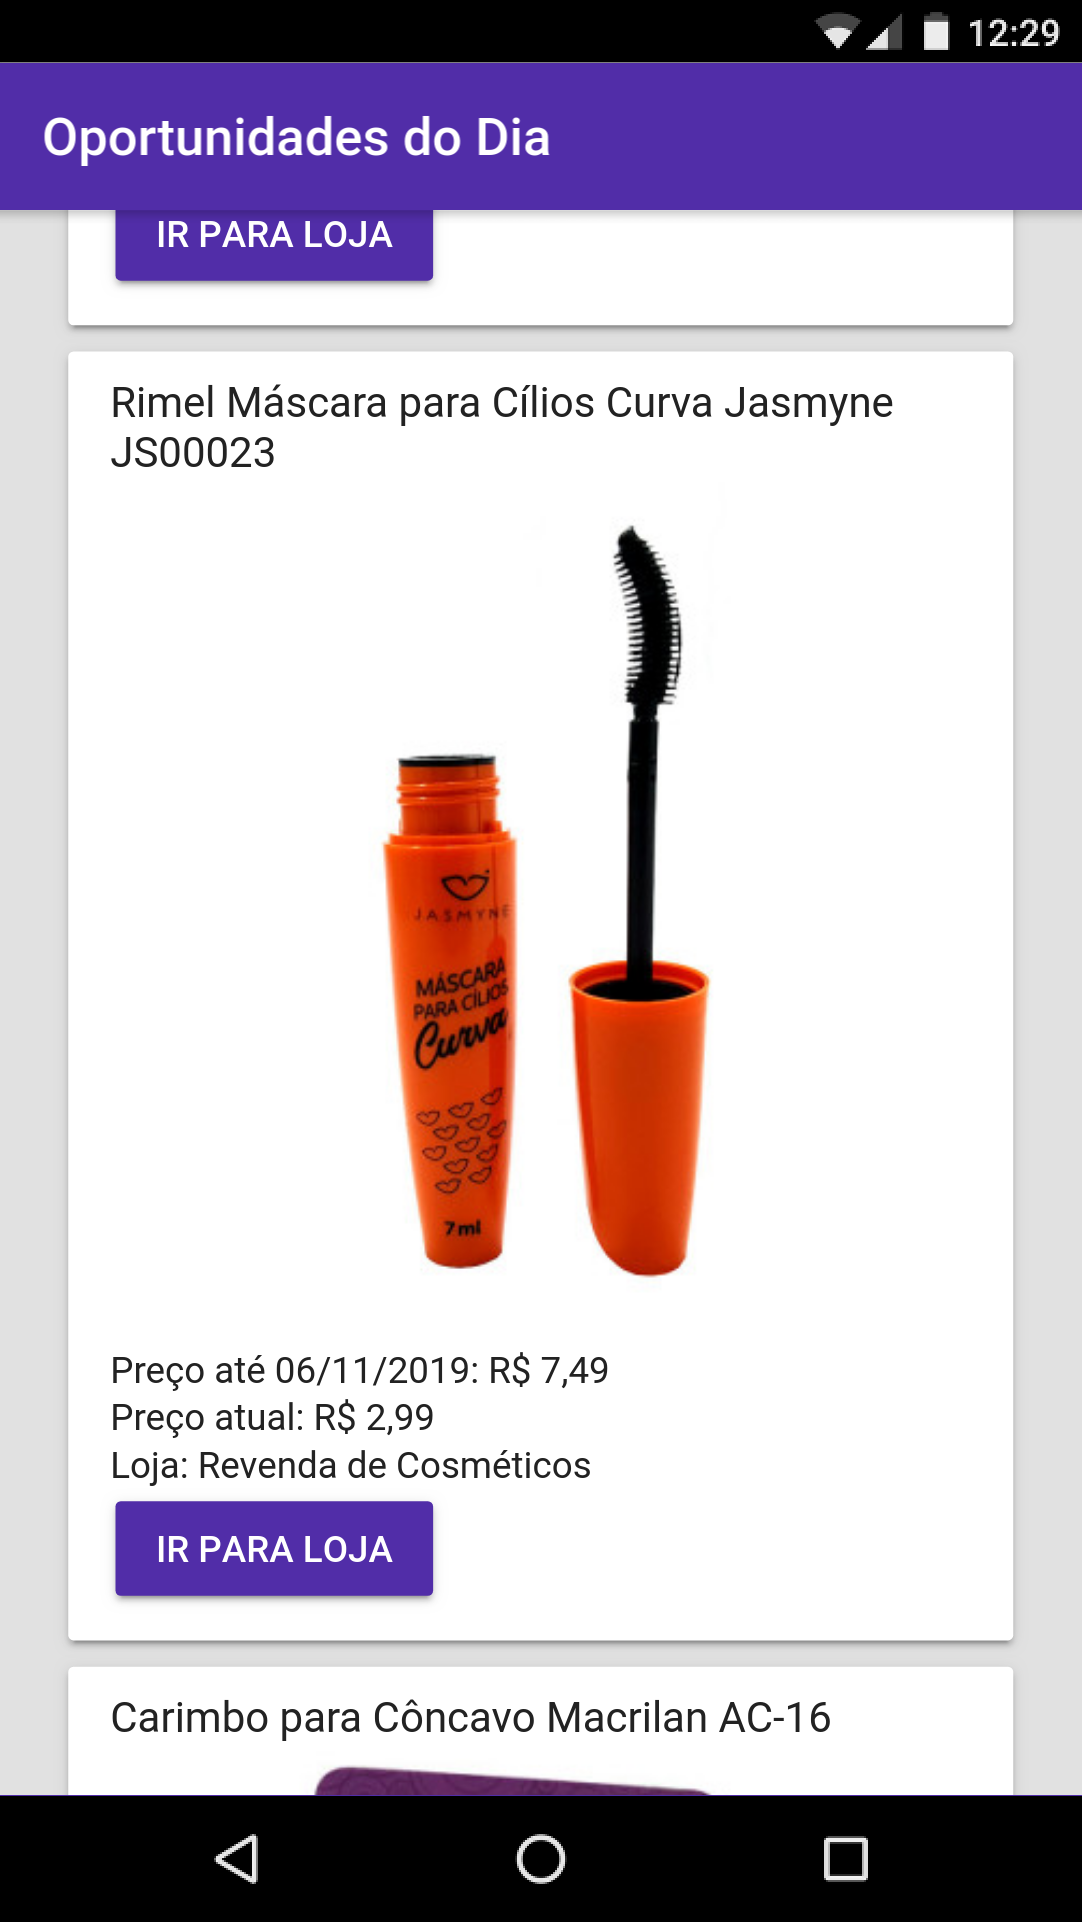 12:29
Oportunidades do Dia
IR PARA LOJA
Rimel Máscara para Cílios Curva Jasmyne
JS00023
JASMYNE
MÁSCARA
PARA CÍLIOS
Curva
7ml
Preço até 06/11/2019: R$ 7,49
Preço atual: R$ 2,99
Loja: Revenda de Cosméticos
IR PARA LOJA
Carimbo para Côncavo Macrilan AC-16